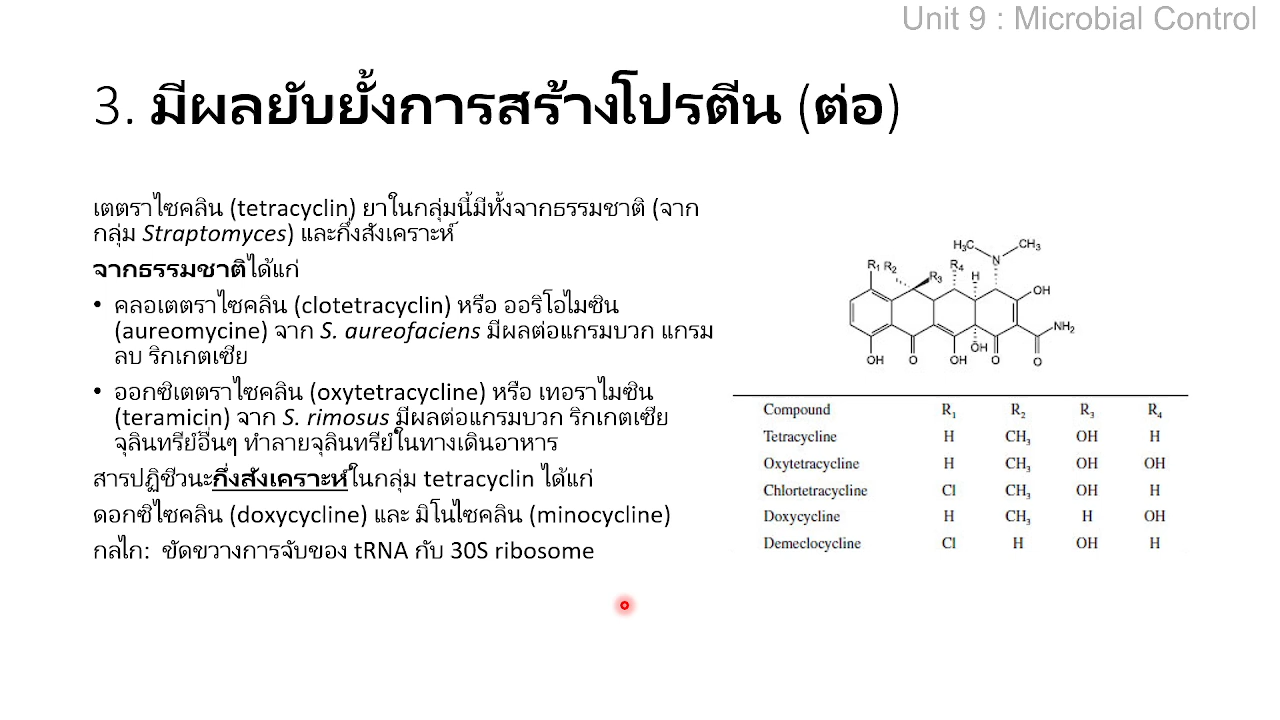 Unit 9 : Microbial Control
3. มีผลยับยั้งการสร้างโปรตีน (ต่อ)
เตตราไซคลิน (tetracyclin) ยาในกลุ่มนี้มีทั้งจากธรรมชาติ (จาก
กลุ่ม Straptomyces) และกึ่งสังเคราะห์
จากธรรมชาติได้แก่
• คลอเตตราไซคลิน (clotetracyclin) หรือ ออริโอไมซิน
(aureomycine) จาก S. aureofaciens มีผลต่อแกรมบวก แกรม
ลบ ริกเกตเซีย
• ออกซิเตตราไซคลิน (oxytetracycline) หรือ เทอราไมซิน
(teramicin) จาก S. rimosus มีผลต่อแกรมบวก ริกเกตเซีย
จุลินทรีย์อื่นๆ ทำลายจุลินทรีย์ในทางเดินอาหาร
สารปฏิชีวนะกึ่งสังเคราะห์ในกลุ่ม tetracyclin ได้แก่
ดอกซิไซคลิน (doxycycline) และ มิโนไซคลิน (minocycline)
กลไก: ขัดขวางการจับของ tRNA กับ 30S ribosome
H₃C CH₃
R₁ R₂ R₃ R₄ H N
OH
NH₂
OH O OH OH O O
Compound R₁ R₂ R₃ R₄
Tetracycline H CH₃ OH H
Oxytetracycline H CH₃ OH OH
Chlortetracycline Cl CH₃ OH H
Doxycycline H CH₃ H OH
Demeclocycline Cl H OH H